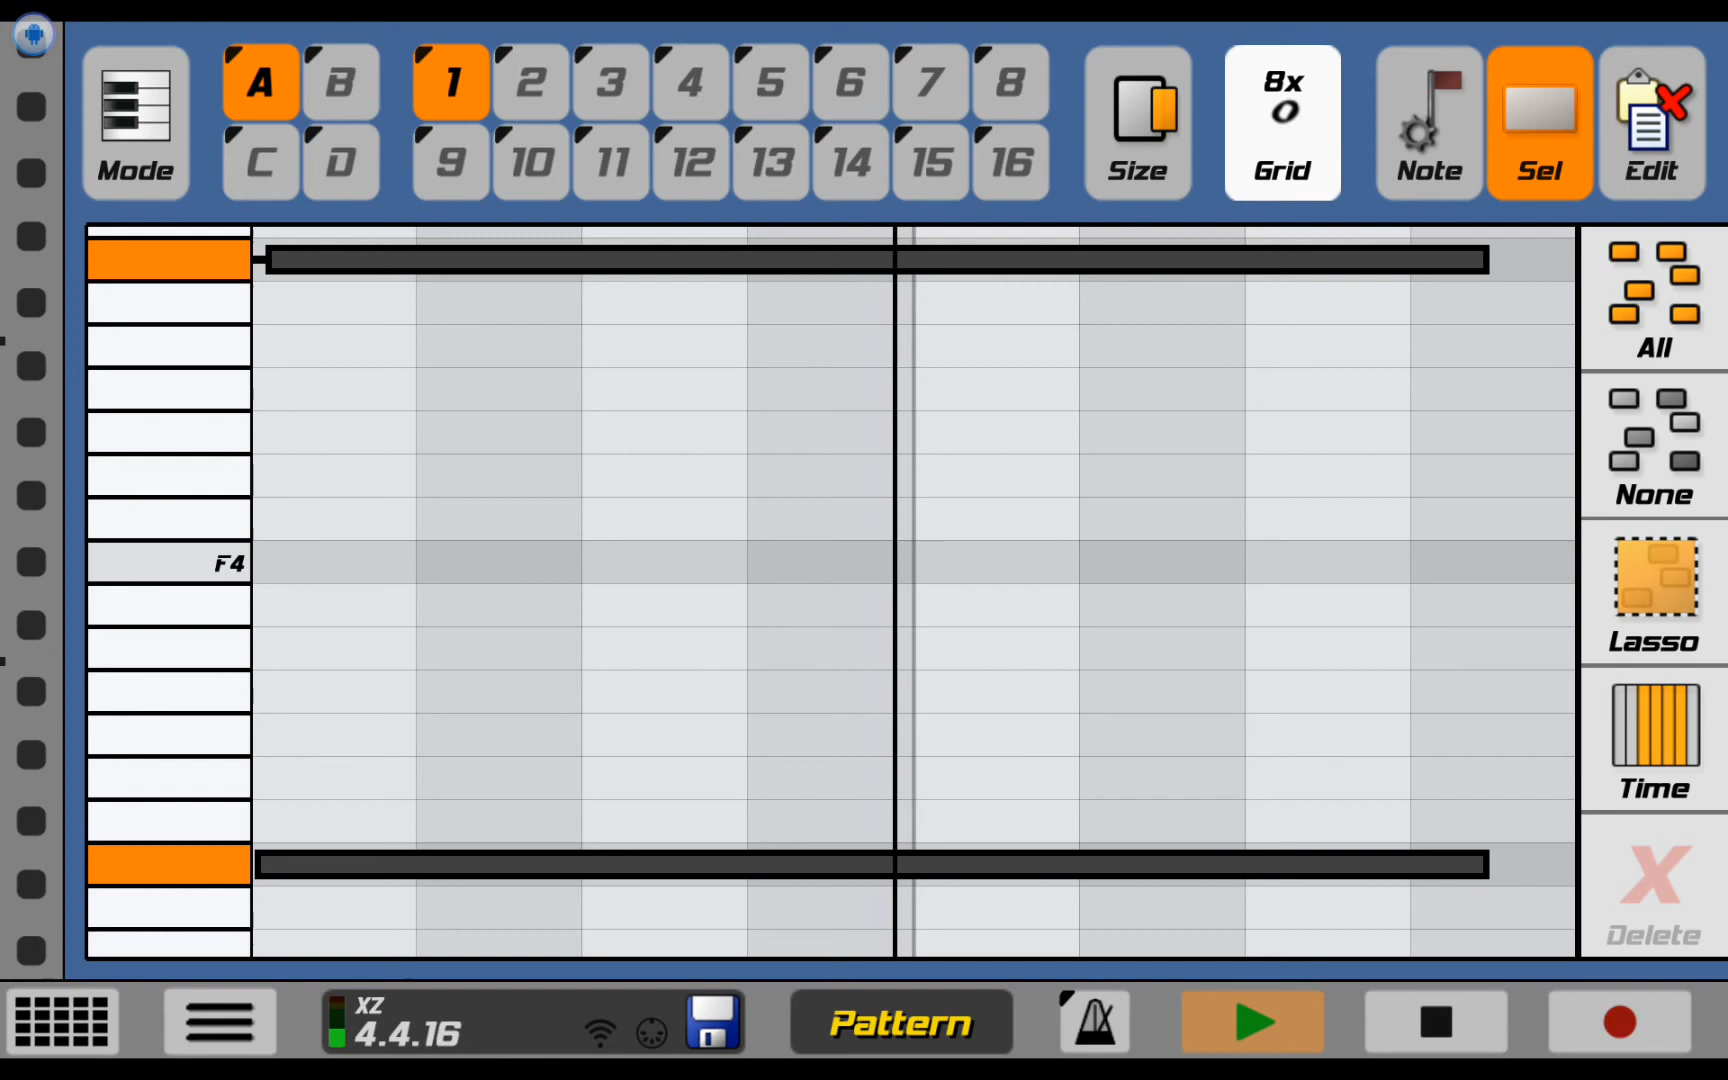 Mode
A B 1 2 3 4 5 6 7 8
C D 9 10 11 12 13 14 15 16
Size
8x
Grid
Note
Sel
Edit
All
None
F4
Lasso
Time
Delete
XZ
4.4.16
Pattern